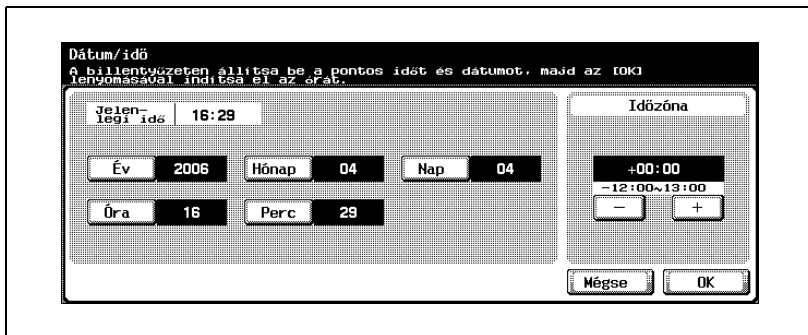 Dátum/idő
A billentyűzeten állítsa be a pontos időt és dátumot, majd az [OK]
lenyomásával indítsa el az órát.
Jelen-
legi idő 16:29
Időzóna
Év 2006 Hónap 04 Nap 04
+00:00
-12:00~13:00
Óra 16 Perc 29
- +
Mégse OK